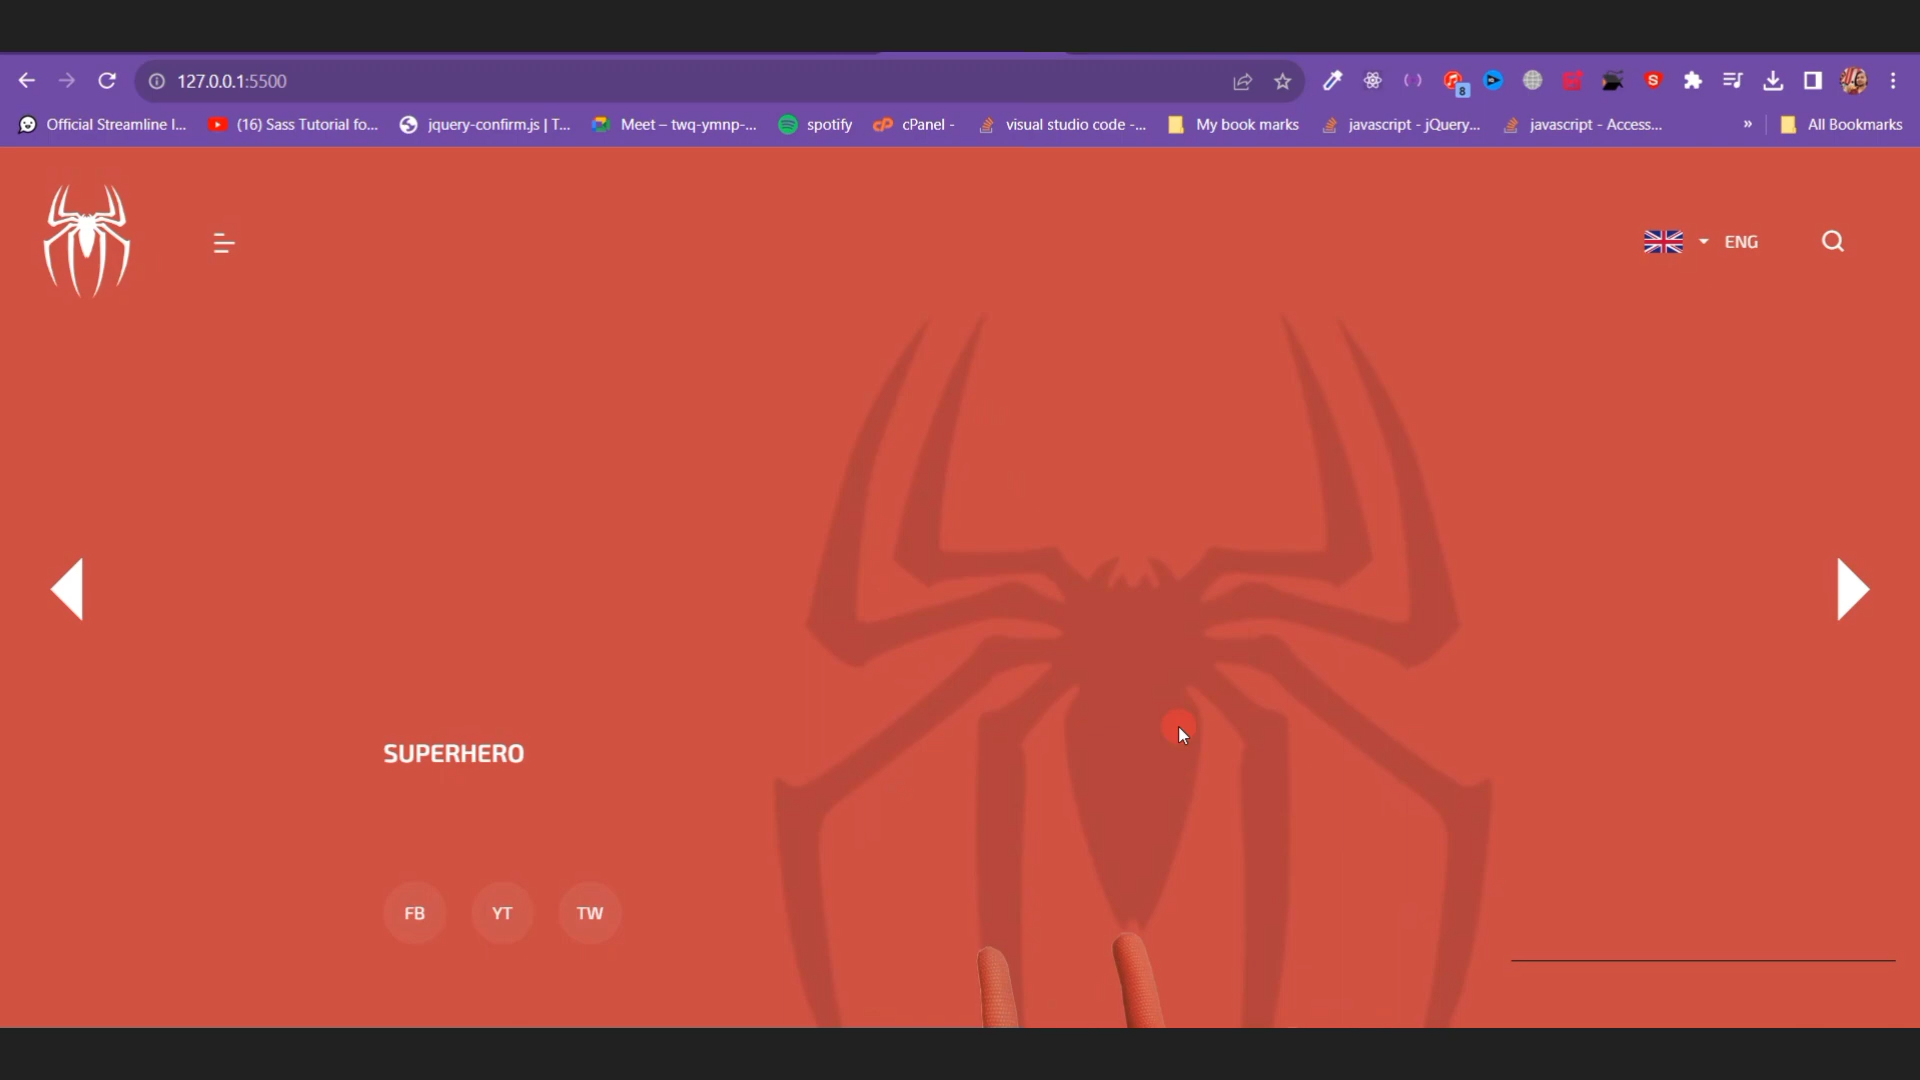 127.0.0.1:5500
8
Official Streamline I...
(16) Sass Tutorial fo...
jquery-confirm.js | T...
Meet – twq-ymnp-...
spotify
cPanel -
visual studio code -...
My book marks
javascript - jQuery...
javascript - Access...
»
All Bookmarks
ENG
SUPERHERO
FB
YT
TW